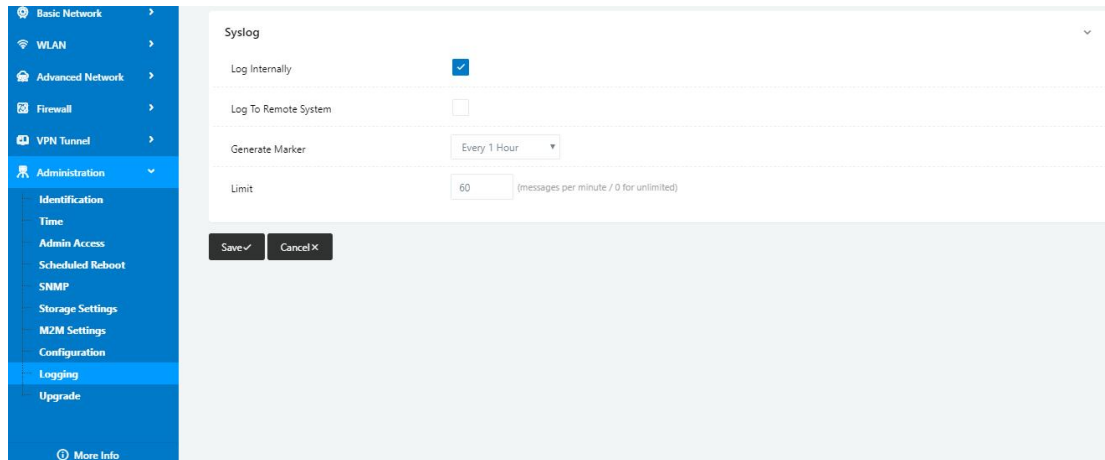 Basic Network
WLAN
Advanced Network
Firewall
VPN Tunnel
Administration
Identification
Time
Admin Access
Scheduled Reboot
SNMP
Storage Settings
M2M Settings
Configuration
Logging
Upgrade
More Info
Syslog
Log Internally
Log To Remote System
Generate Marker Every 1 Hour
Limit 60 (messages per minute / 0 for unlimited)
Save Cancel